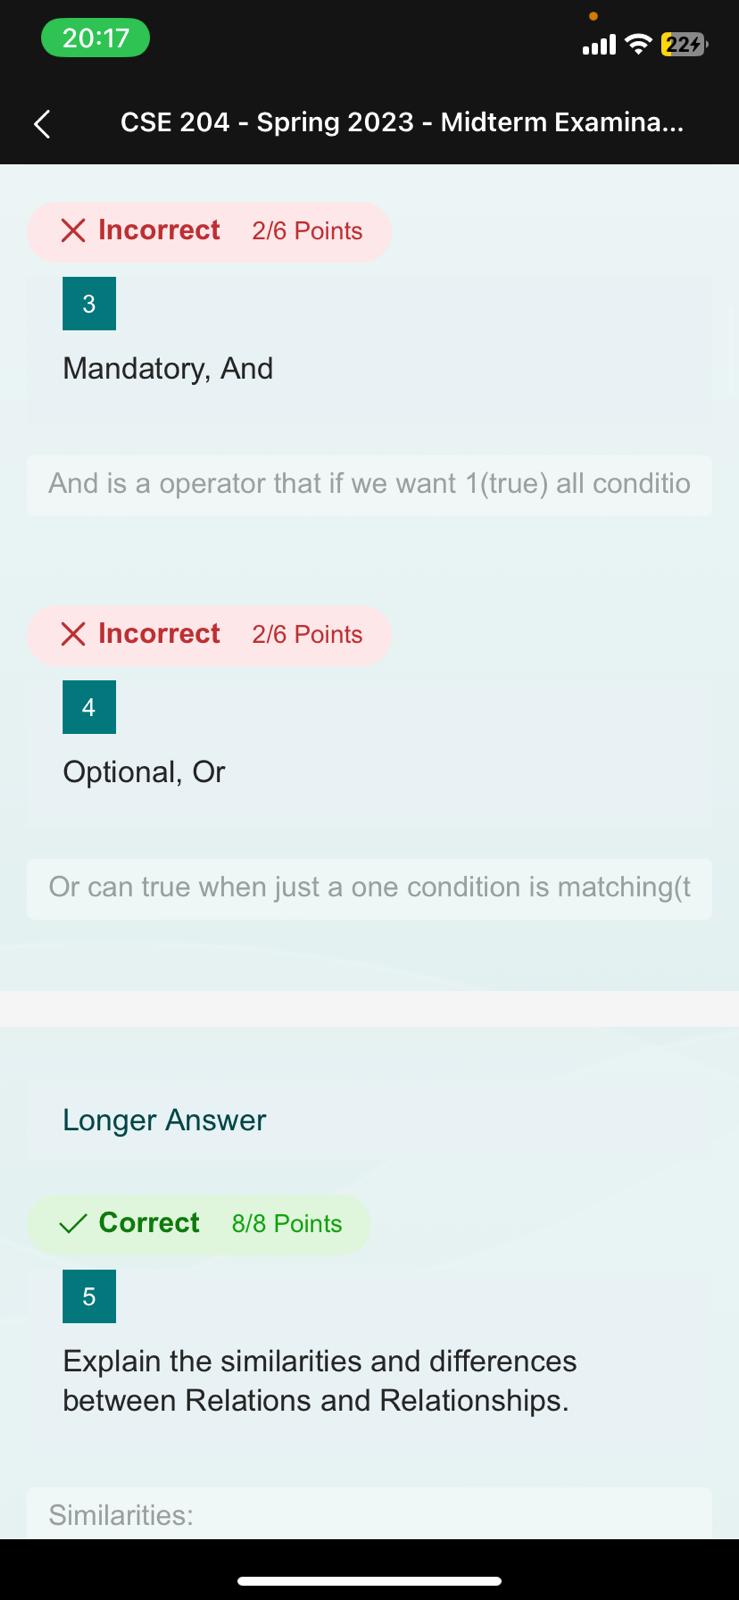 20:17
22
CSE 204 - Spring 2023 - Midterm Examina...
Incorrect 2/6 Points
3
Mandatory, And
And is a operator that if we want 1(true) all conditio
Incorrect 2/6 Points
4
Optional, Or
Or can true when just a one condition is matching(t
Longer Answer
Correct 8/8 Points
5
Explain the similarities and differences
between Relations and Relationships.
Similarities: